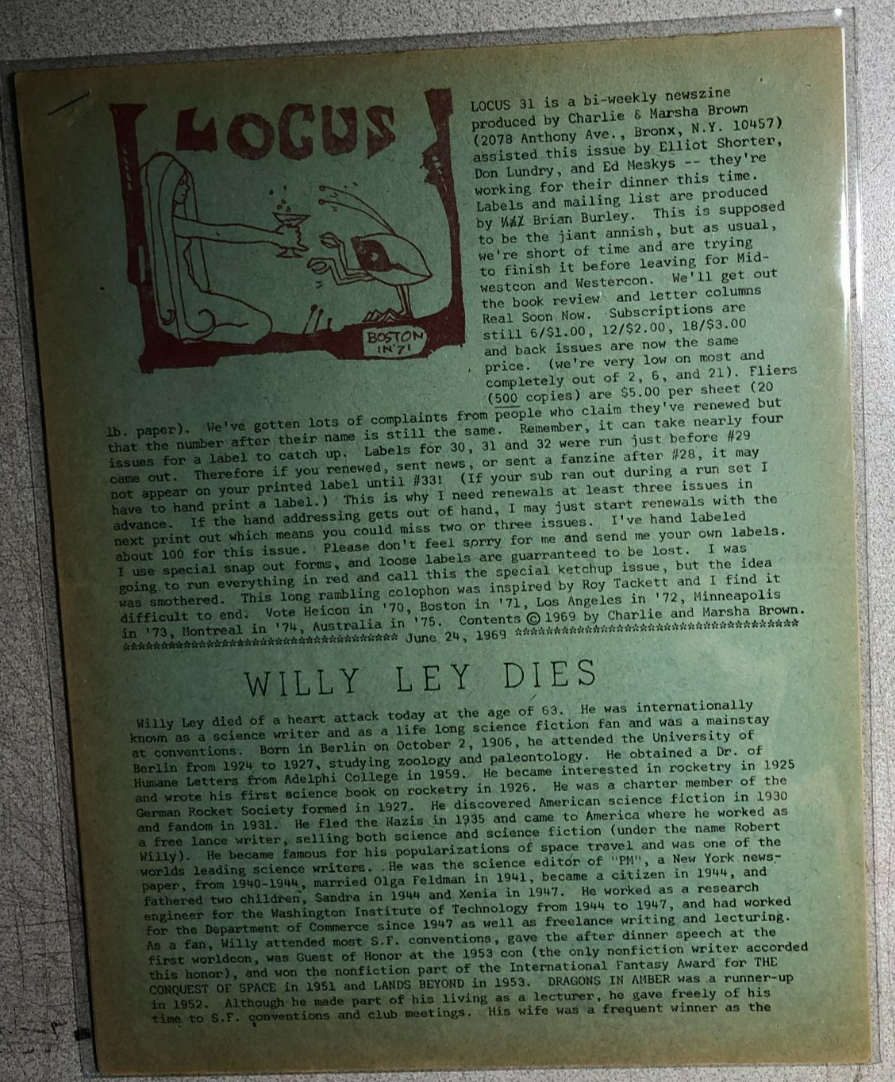 LOCUS
BOSTON
IN '71
LOCUS 31 is a bi-weekly newszine
produced by Charlie & Marsha Brown
(2078 Anthony Ave., Bronx, N.Y. 10457)
assisted this issue by Elliot Shorter,
Don Lundry, and Ed Meskys -- they're
working for their dinner this time.
Labels and mailing list are produced
by Brian Burley. This is supposed
to be the jiant annish, but as usual,
we're short of time and are trying
to finish it before leaving for Mid-
westcon and Westercon. We'll get out
the book review and letter columns
Real Soon Now. Subscriptions are
still 6/$1.00, 12/$2.00, 18/$3.00
and back issues are now the same
price. (we're very low on most and
completely out of 2, 6, and 21). Fliers
(500 copies) are $5.00 per sheet (20
lb. paper). We've gotten lots of complaints from people who claim they've renewed but
that the number after their name is still the same. Remember, it can take nearly four
issues for a label to catch up. Labels for 30, 31 and 32 were run just before #29
came out. Therefore if you renewed, sent news, or sent a fanzine after #28, it may
not appear on your printed label until #33! (If your sub ran out during a run set I
have to hand print a label.) This is why I need renewals at least three issues in
advance. If the hand addressing gets out of hand, I may just start renewals with the
next print out which means you could miss two or three issues. I've hand labeled
about 100 for this issue. Please don't feel sorry for me and send me your own labels.
I use special snap out forms, and loose labels are guarranteed to be lost. I was
going to run everything in red and call this the special ketchup issue, but the idea
was smothered. This long rambling colophon was inspired by Roy Tackett and I find it
difficult to end. Vote Heicon in '70, Boston in '71, Los Angeles in '72, Minneapolis
in '73, Montreal in '74, Australia in '75. Contents © 1969 by Charlie and Marsha Brown.
********************************** June 24, 1969 **********************************
WILLY LEY DIES
Willy Ley died of a heart attack today at the age of 63. He was internationally
known as a science writer and as a life long science fiction fan and was a mainstay
at conventions. Born in Berlin on October 2, 1906, he attended the University of
Berlin from 1924 to 1927, studying zoology and paleontology. He obtained a Dr. of
Humane Letters from Adelphi College in 1959. He became interested in rocketry in 1925
and wrote his first science book on rocketry in 1926. He was a charter member of the
German Rocket Society formed in 1927. He discovered American science fiction in 1930
and fandom in 1931. He fled the Nazis in 1935 and came to America where he worked as
a free lance writer, selling both science and science fiction (under the name Robert
Willy). He became famous for his popularizations of space travel and was one of the
worlds leading science writers. He was the science editor of "PM", a New York news-
paper, from 1940-1944, married Olga Feldman in 1941, became a citizen in 1944, and
fathered two children, Sandra in 1944 and Xenia in 1947. He worked as a research
engineer for the Washington Institute of Technology from 1944 to 1947, and had worked
for the Department of Commerce since 1947 as well as freelance writing and lecturing.
As a fan, Willy attended most S.F. conventions, gave the after dinner speech at the
first worldcon, was Guest of Honor at the 1953 con (the only nonfiction writer accorded
this honor), and won the nonfiction part of the International Fantasy Award for THE
CONQUEST OF SPACE in 1951 and LANDS BEYOND in 1953. DRAGONS IN AMBER was a runner-up
in 1952. Although he made part of his living as a lecturer, he gave freely of his
time to S.F. conventions and club meetings. His wife was a frequent winner as the